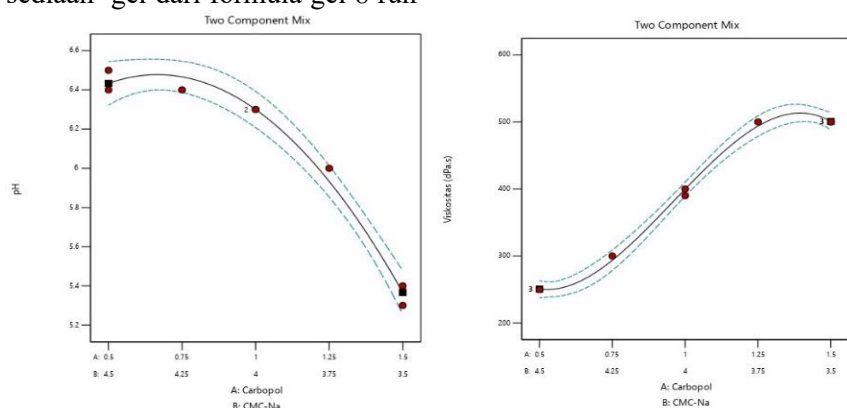 sediaan gel dari formula gel 8 run
Two Component Mix
6.6
6.4
6.2
6
5.8
5.6
5.4
5.2
pH
2
A: 0.5 0.75 1 1.25 1.5
B: 4.5 4.25 4 3.75 3.5
A: Carbopol
B: CMC-Na
Two Component Mix
600
500
400
300
200
Viskositas (dPa.s)
3
3
A: 0.5 0.75 1 1.25 1.5
B: 4.5 4.25 4 3.75 3.5
A: Carbopol
B: CMC-Na